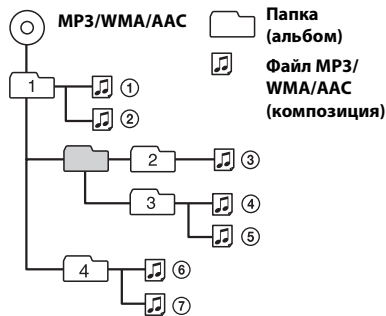 MP3/WMA/AAC
Папка
(альбом)
Файл MP3/
WMA/AAC
(композиция)
1
①
②
2
③
3
④
⑤
4
⑥
⑦